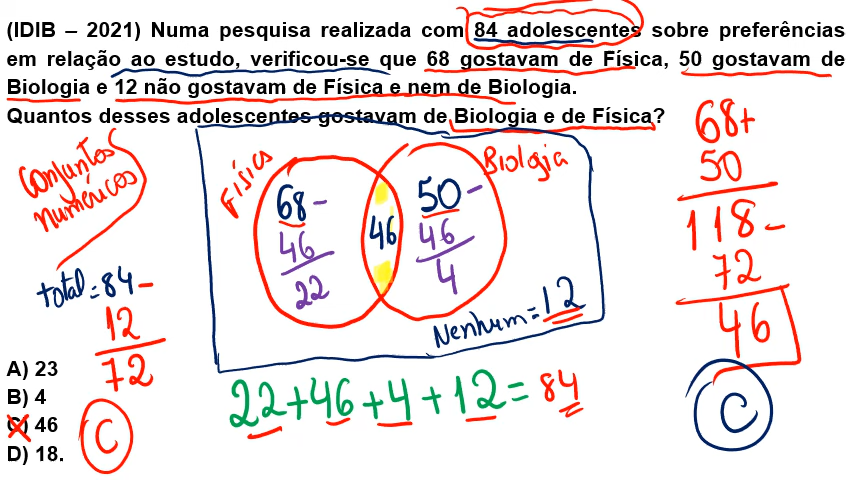 (IDIB – 2021) Numa pesquisa realizada com 84 adolescentes sobre preferências
em relação ao estudo, verificou-se que 68 gostavam de Física, 50 gostavam de
Biologia e 12 não gostavam de Física e nem de Biologia.
Quantos desses adolescentes gostavam de Biologia e de Física?
Conjuntos
numéricos
total = 84 -
12
72
Física
Biologia
68 -
46
22
46
50 -
46
4
Nenhum = 12
68+
50
118 -
72
46
22 + 46 + 4 + 12 = 84
A) 23
B) 4
C) 46
D) 18.
C
C